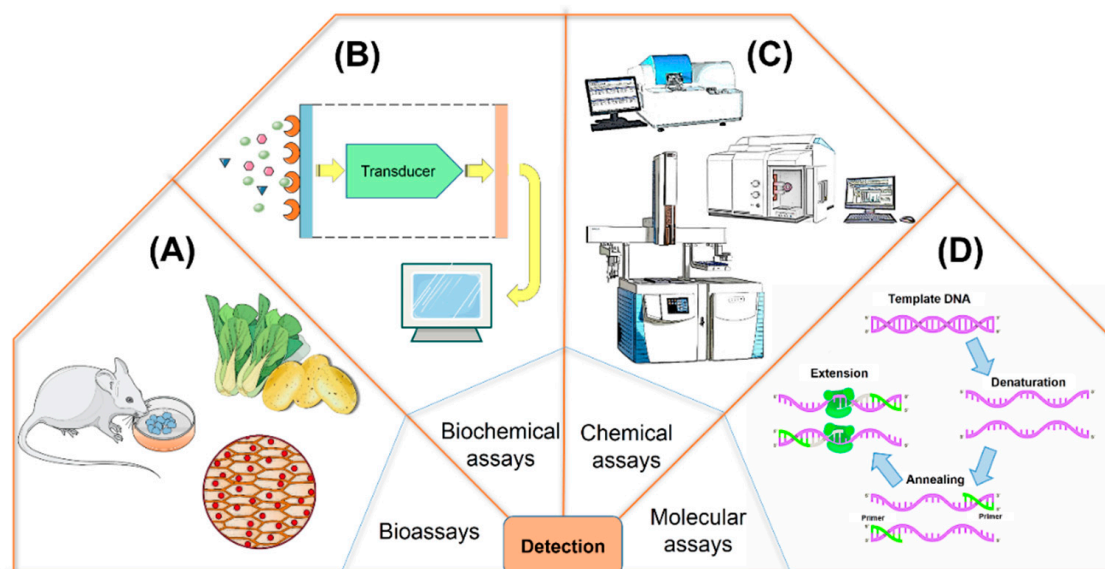 (A)
(B)
Transducer
(C)
(D)
Template DNA
Denaturation
Extension
Annealing
Primer
Primer
Biochemical
assays
Chemical
assays
Bioassays
Molecular
assays
Detection